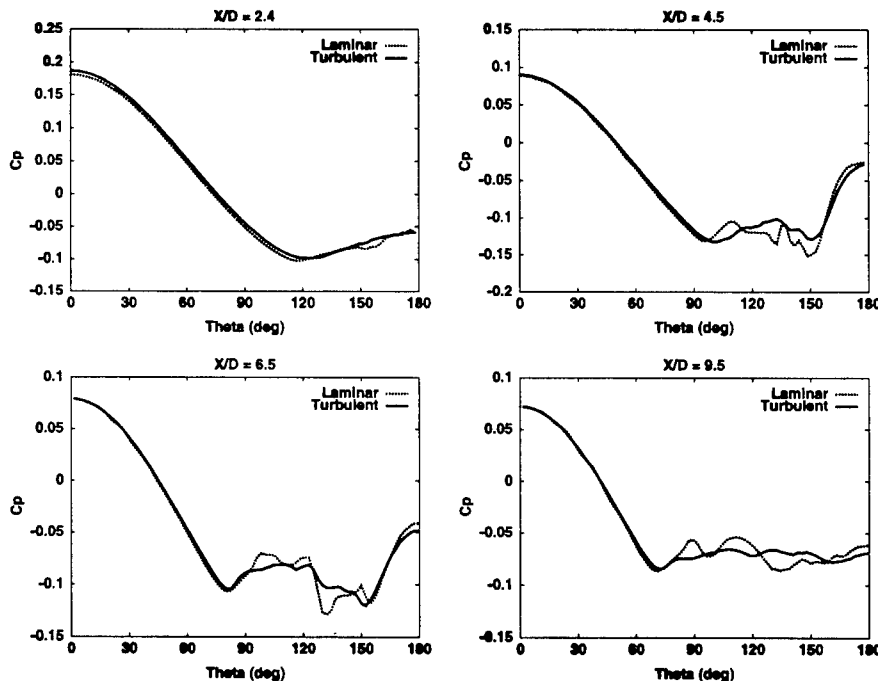 X/D = 2.4
0.25
0.2
0.15
0.1
0.05
0
-0.05
-0.1
-0.15
Cp
Laminar
Turbulent
0 30 60 90 120 150 180
Theta (deg)
X/D = 4.5
0.15
0.1
0.05
0
-0.05
-0.1
-0.15
-0.2
Cp
Laminar
Turbulent
0 30 60 90 120 150 180
Theta (deg)
X/D = 6.5
0.1
0.05
0
-0.05
-0.1
-0.15
Cp
Laminar
Turbulent
0 30 60 90 120 150 180
Theta (deg)
X/D = 9.5
0.1
0.05
0
-0.05
-0.1
-0.15
Cp
Laminar
Turbulent
0 30 60 90 120 150 180
Theta (deg)